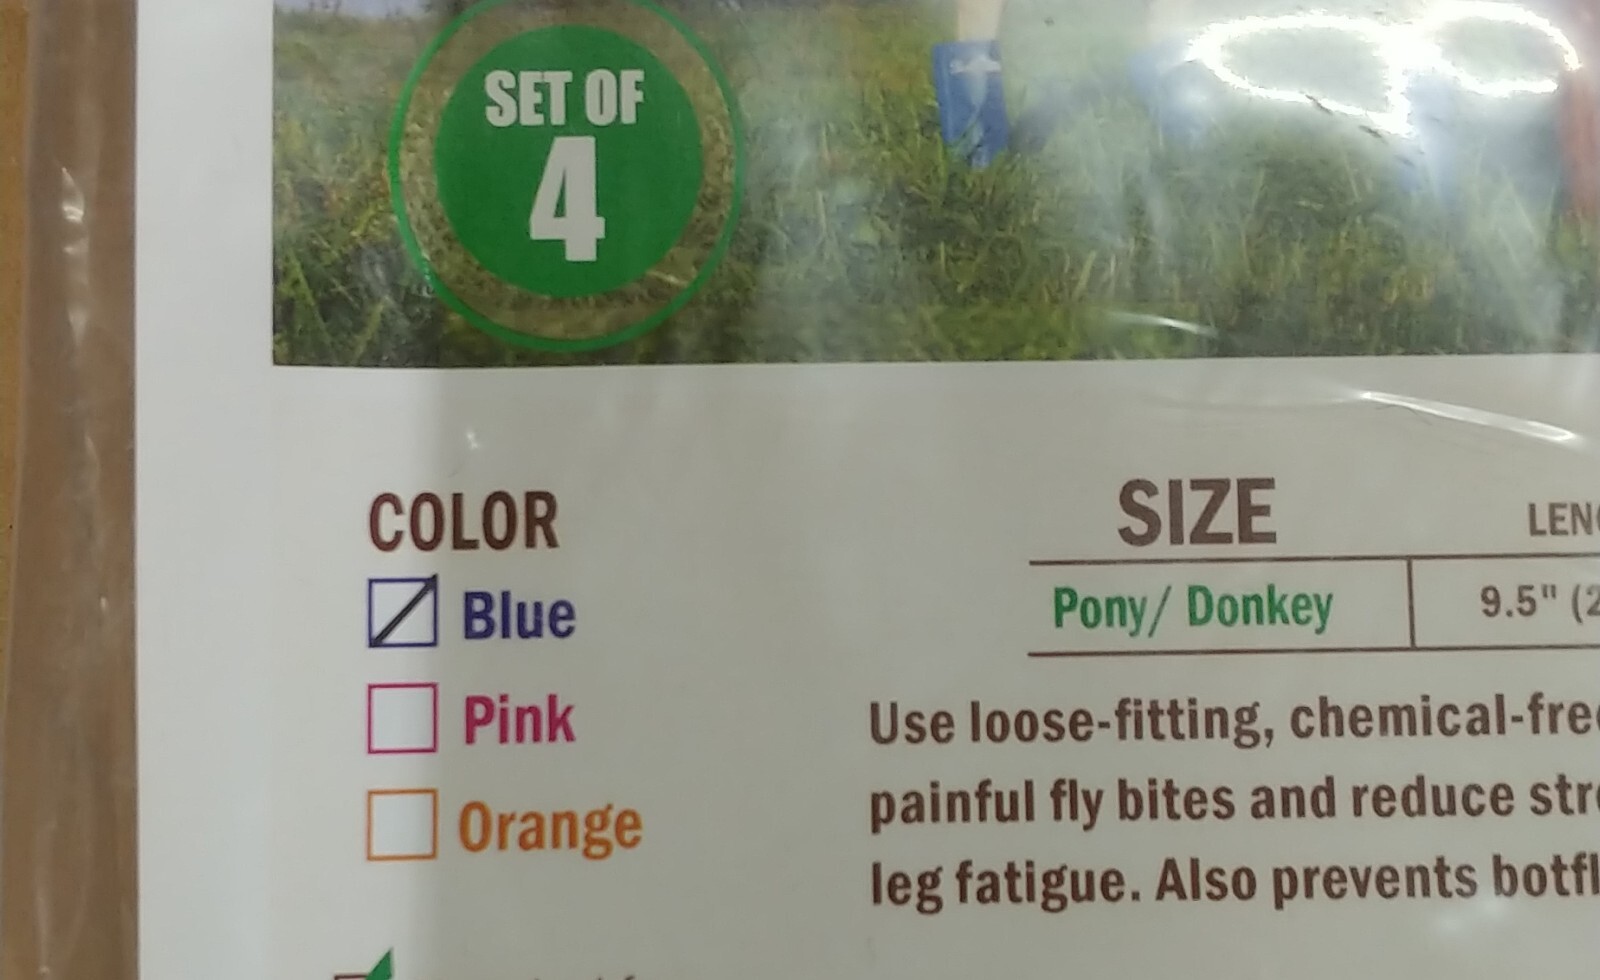 SET OF
4
COLOR
Blue
Pink
Orange
SIZE
Pony/ Donkey
9.5"
Use loose-fitting,
painful fly bites and reduce
leg fatigue. Also prevents